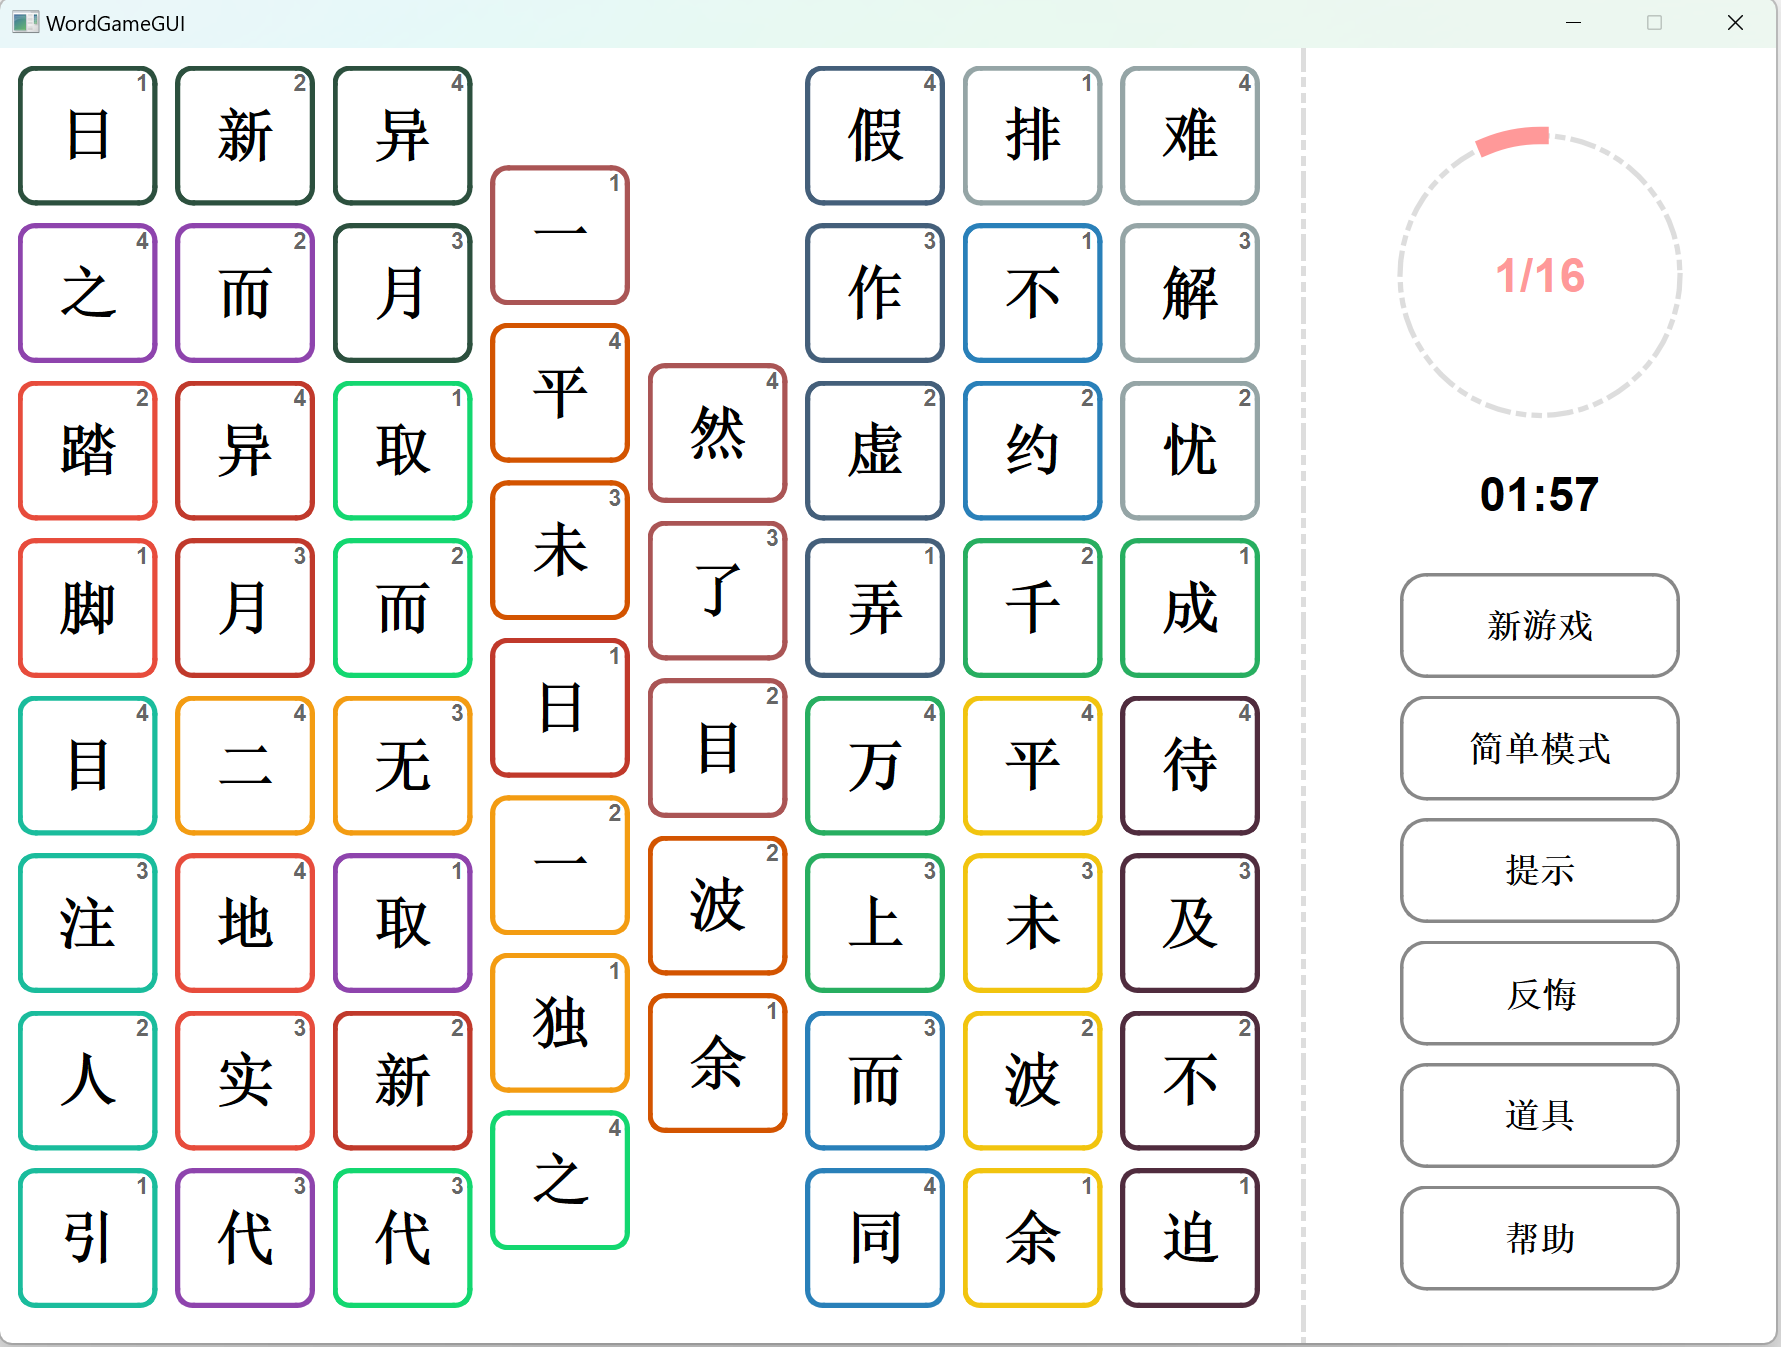 WordGameGUI
1 日 2 新 4 异 4 假 1 排 4 难
1 一
4 之 2 而 3 月 3 作 1 不 3 解
4 平
4 然
2 踏 4 异 1 取 2 虚 2 约 2 忧
3 未
3 了
1 脚 3 月 2 而 1 弄 2 千 1 成
1 日
2 目
4 目 4 二 3 无 4 万 4 平 4 待
2 一
2 波
3 注 4 地 1 取 3 上 3 未 3 及
1 独
1 余
2 人 3 实 2 新 3 而 2 波 2 不
4 之
1 引 3 代 3 代 4 同 1 余 1 迫
1/16
01:57
新游戏
简单模式
提示
反悔
道具
帮助